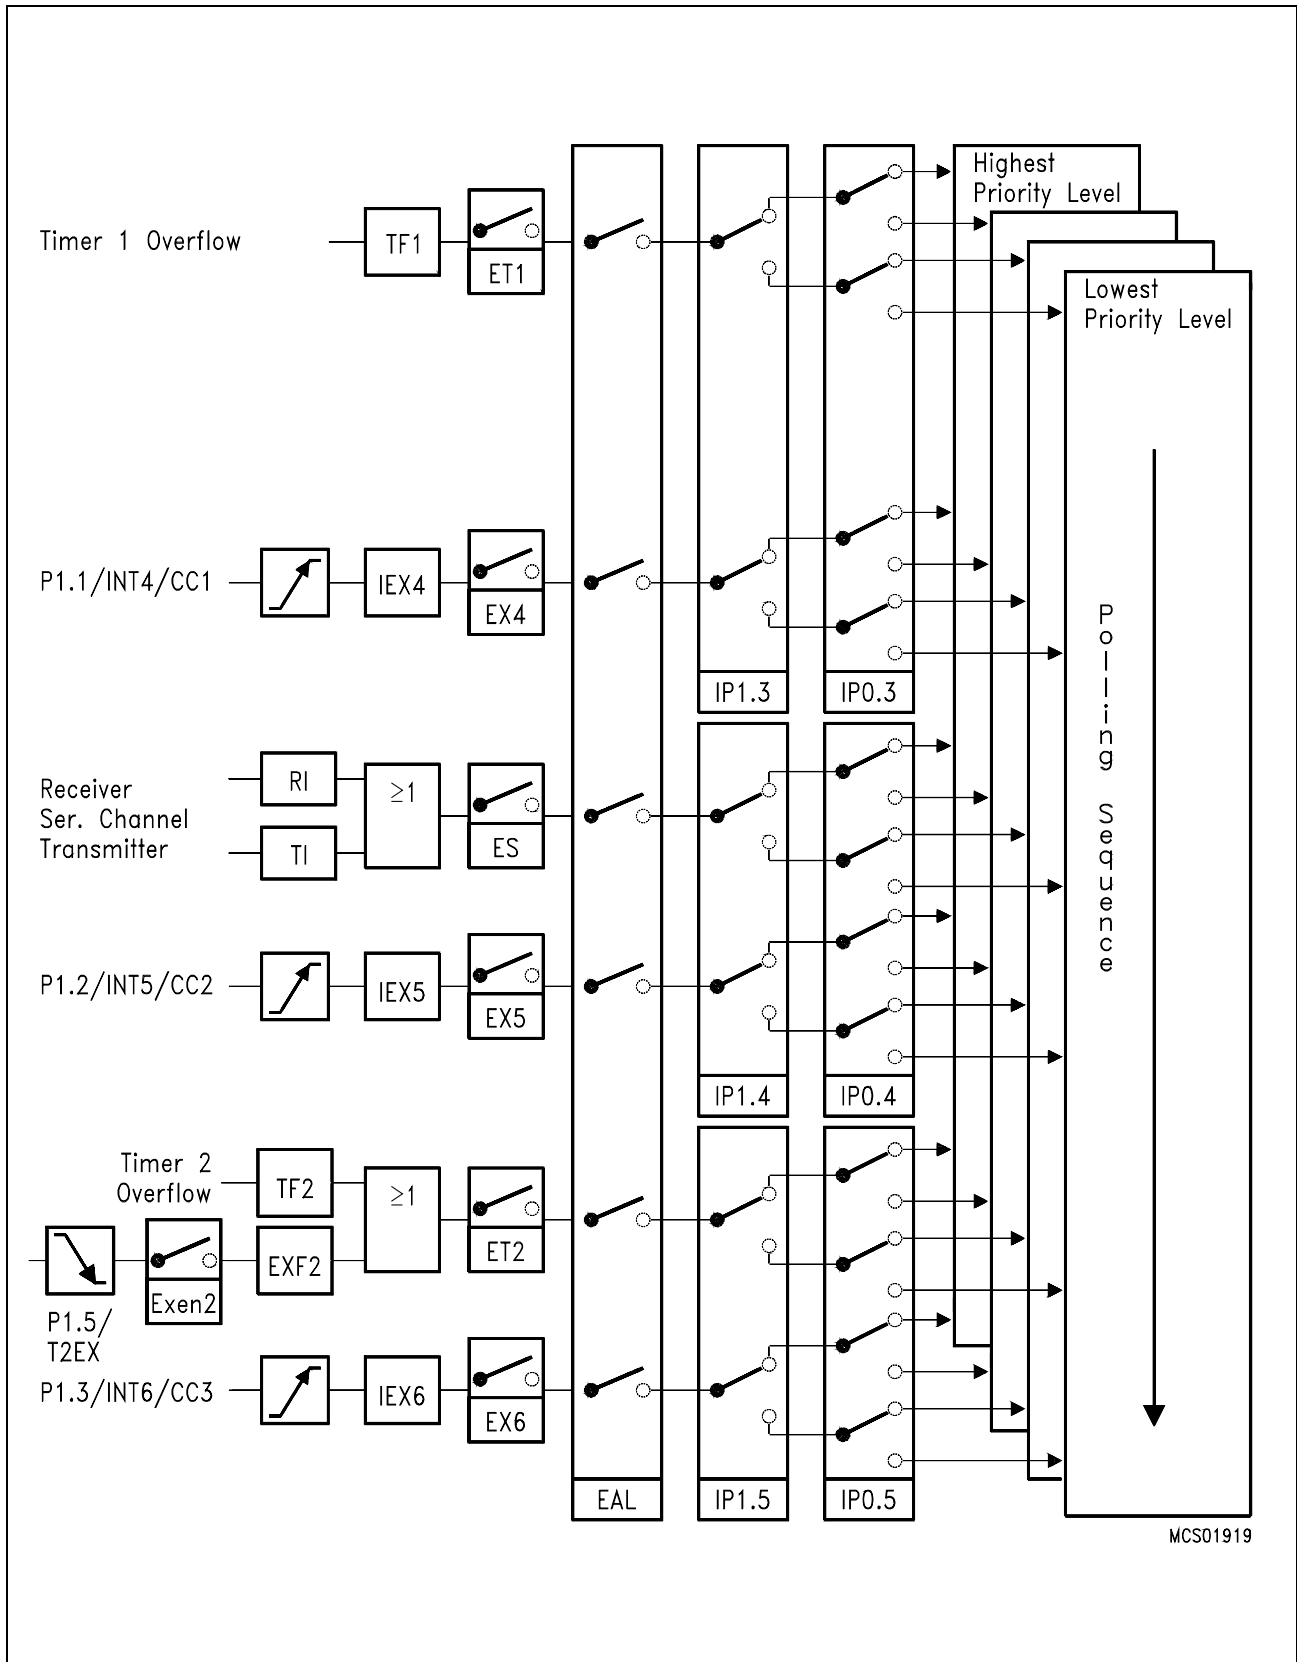 Highest
Priority Level
Timer 1 Overflow
TF1
ET1
Lowest
Priority Level
P1.1/INT4/CC1
IEX4
EX4
IP1.3
IP0.3
Polling Sequence
Receiver
Ser. Channel
Transmitter
RI
TI
≥1
ES
P1.2/INT5/CC2
IEX5
EX5
IP1.4
IP0.4
Timer 2
Overflow
TF2
≥1
ET2
EXF2
Exen2
P1.5/
T2EX
P1.3/INT6/CC3
IEX6
EX6
EAL
IP1.5
IP0.5
MCS01919